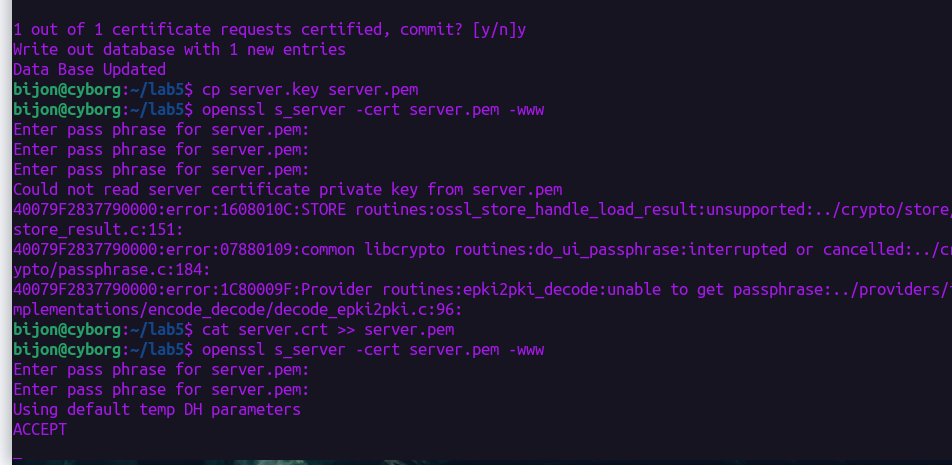 1 out of 1 certificate requests certified, commit? [y/n]y
Write out database with 1 new entries
Data Base Updated
bijon@cyborg:~/lab5$ cp server.key server.pem
bijon@cyborg:~/lab5$ openssl s_server -cert server.pem -www
Enter pass phrase for server.pem:
Enter pass phrase for server.pem:
Enter pass phrase for server.pem:
Could not read server certificate private key from server.pem
40079F2837790000:error:1608010C:STORE routines:ossl_store_handle_load_result:unsupported:../crypto/store/
store_result.c:151:
40079F2837790000:error:07880109:common libcrypto routines:do_ui_passphrase:interrupted or cancelled:../cr
ypto/passphrase.c:184:
40079F2837790000:error:1C80009F:Provider routines:epki2pki_decode:unable to get passphrase:../providers/
mplementations/encode_decode/decode_epki2pki.c:96:
bijon@cyborg:~/lab5$ cat server.crt >> server.pem
bijon@cyborg:~/lab5$ openssl s_server -cert server.pem -www
Enter pass phrase for server.pem:
Enter pass phrase for server.pem:
Using default temp DH parameters
ACCEPT